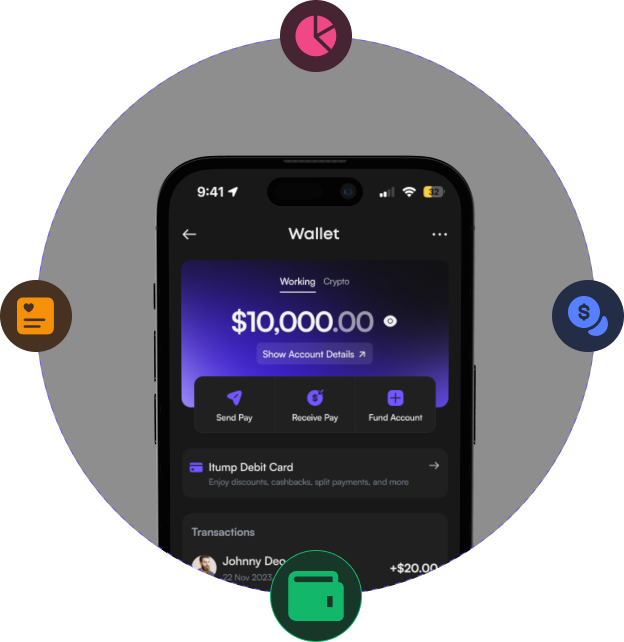 9:41
32
Wallet
Working Crypto
$10,000.00
Show Account Details
Send Pay Receive Pay Fund Account
Itump Debit Card
Enjoy discounts, cashbacks, split payments, and more
Transactions
Johnny Deo
+$20.00
22 Nov 2023